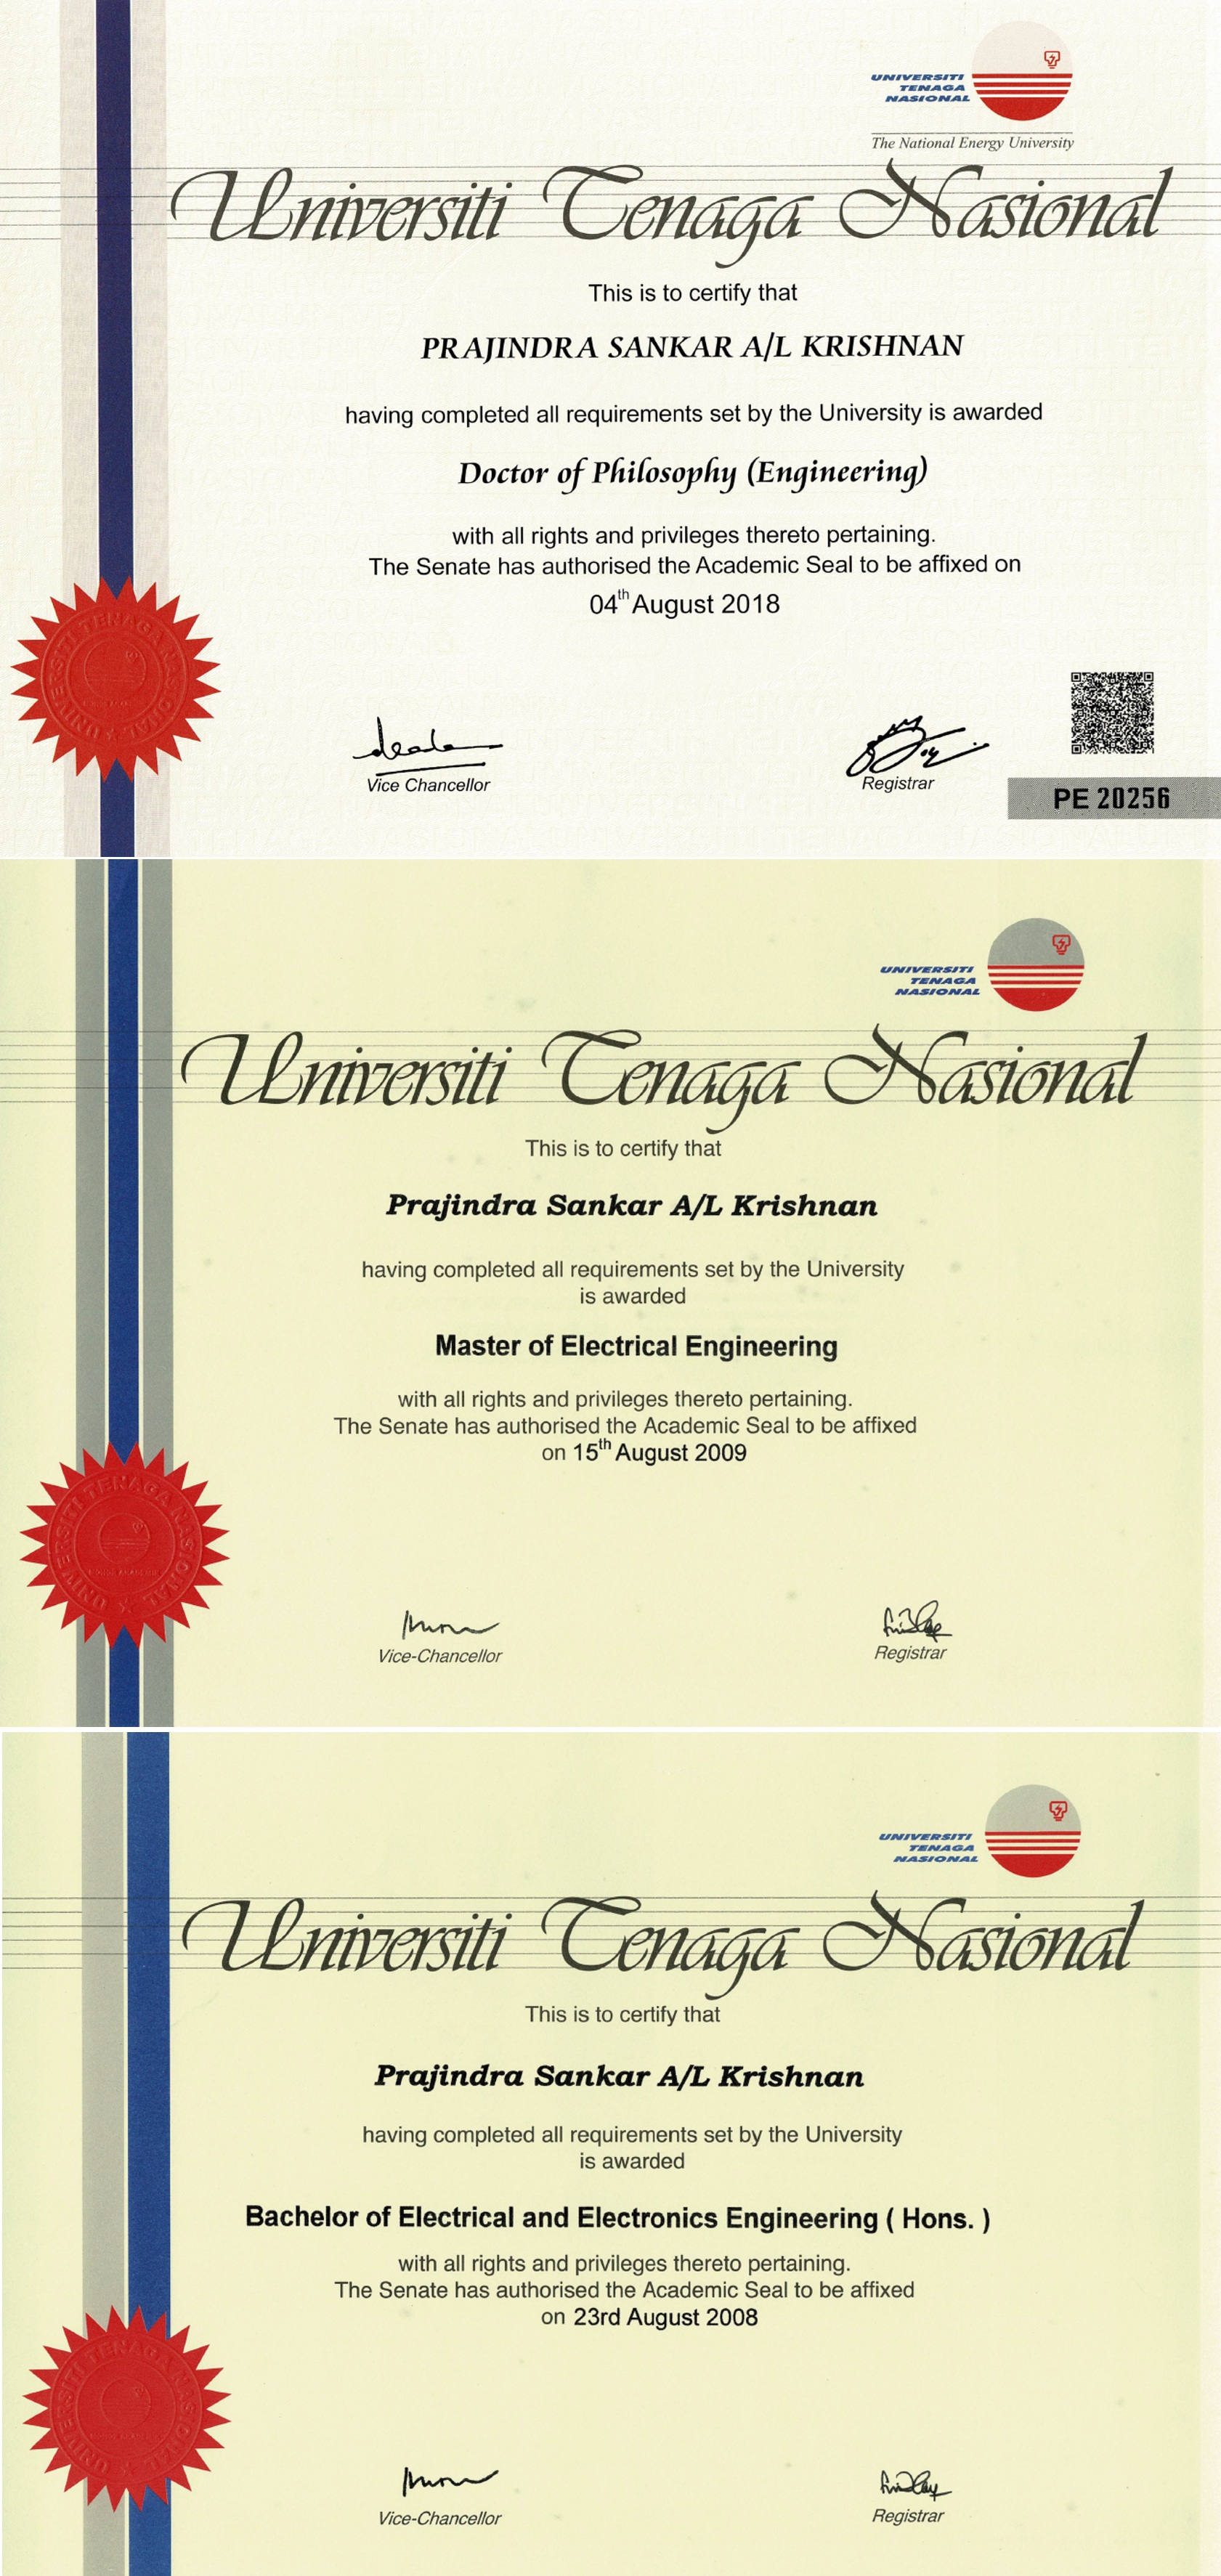 UNIVERSITI
TENAGA
NASIONAL
The National Energy University
Universiti Tenaga Nasional
This is to certify that
PRAJINDRA SANKAR A/L KRISHNAN
having completed all requirements set by the University is awarded
Doctor of Philosophy (Engineering)
with all rights and privileges thereto pertaining.
The Senate has authorised the Academic Seal to be affixed on
04th August 2018
UNIVERSITI TENAGA NASIONAL
Vice Chancellor
Registrar
PE 20256
UNIVERSITI
TENAGA
NASIONAL
Universiti Tenaga Nasional
This is to certify that
Prajindra Sankar A/L Krishnan
having completed all requirements set by the University
is awarded
Master of Electrical Engineering
with all rights and privileges thereto pertaining.
The Senate has authorised the Academic Seal to be affixed
on 15th August 2009
UNIVERSITI TENAGA NASIONAL
Vice-Chancellor
Registrar
UNIVERSITI
TENAGA
NASIONAL
Universiti Tenaga Nasional
This is to certify that
Prajindra Sankar A/L Krishnan
having completed all requirements set by the University
is awarded
Bachelor of Electrical and Electronics Engineering ( Hons. )
with all rights and privileges thereto pertaining.
The Senate has authorised the Academic Seal to be affixed
on 23rd August 2008
UNIVERSITI TENAGA NASIONAL
Vice-Chancellor
Registrar